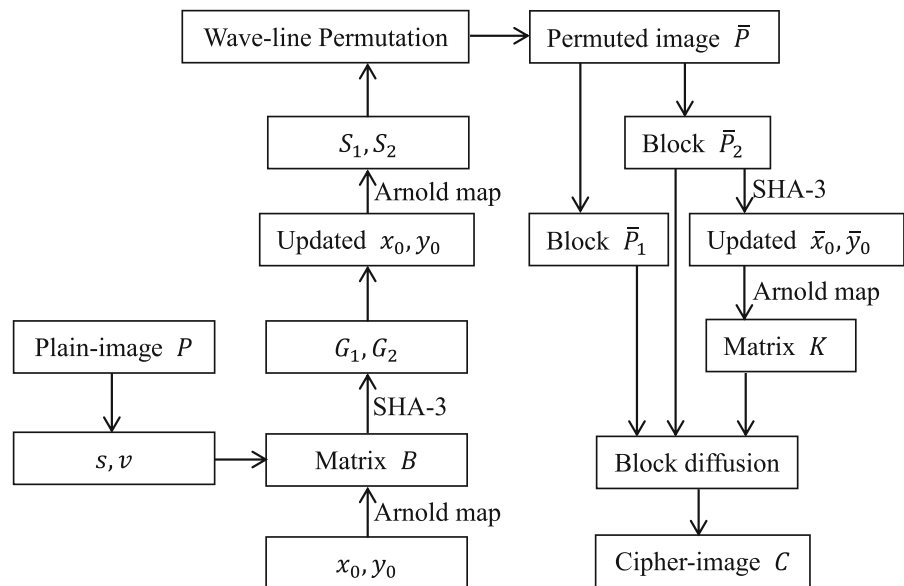 Wave-line Permutation
Permuted image P̄
S₁, S₂
Block P̄₂
Arnold map
SHA-3
Updated x₀, y₀
Block P̄₁
Updated x̄₀, ȳ₀
Arnold map
Plain-image P
G₁, G₂
Matrix K
SHA-3
s, v
Matrix B
Block diffusion
Arnold map
x₀, y₀
Cipher-image C